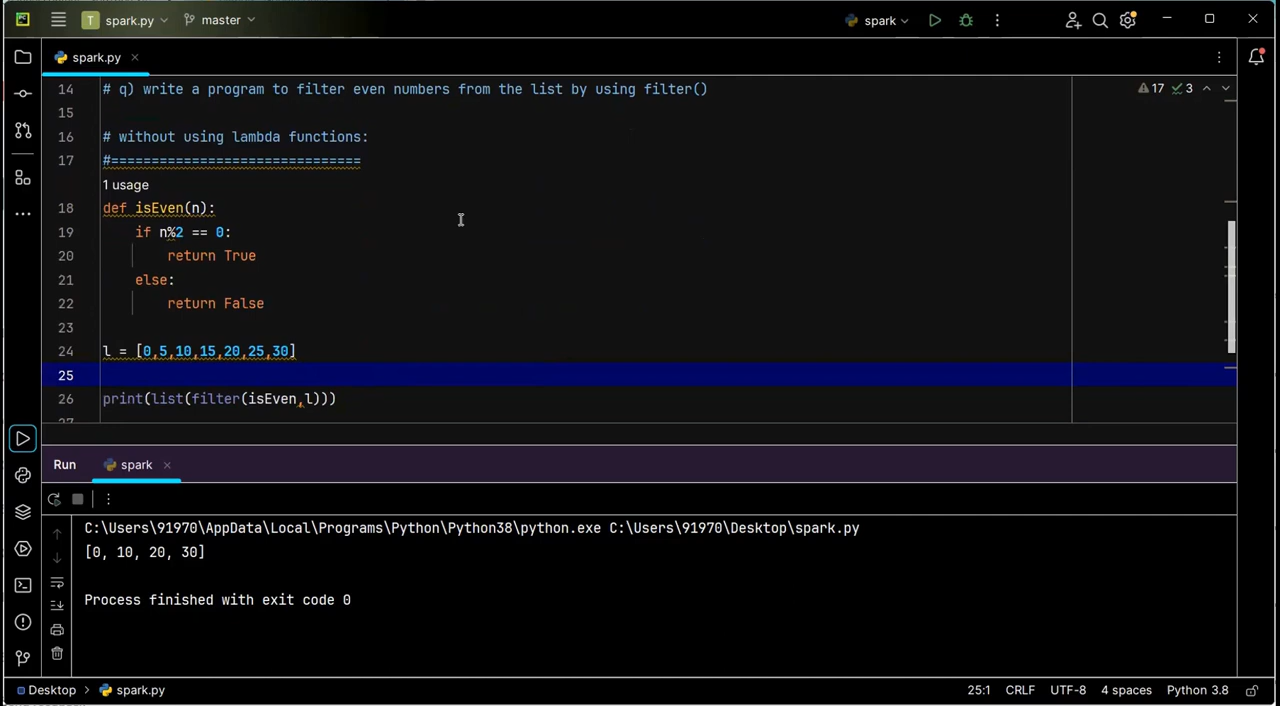 spark.py
master
spark
spark.py
17 3
14 # q) write a program to filter even numbers from the list by using filter()
15
16 # without using lambda functions:
17 #===============================
1 usage
18 def isEven(n):
19 if n%2 == 0:
20 return True
21 else:
22 return False
23
24 l = [0,5,10,15,20,25,30]
25
26 print(list(filter(isEven,l)))
Run spark
C:\Users\91970\AppData\Local\Programs\Python\Python38\python.exe C:\Users\91970\Desktop\spark.py
[0, 10, 20, 30]
Process finished with exit code 0
Desktop > spark.py 25:1 CRLF UTF-8 4 spaces Python 3.8